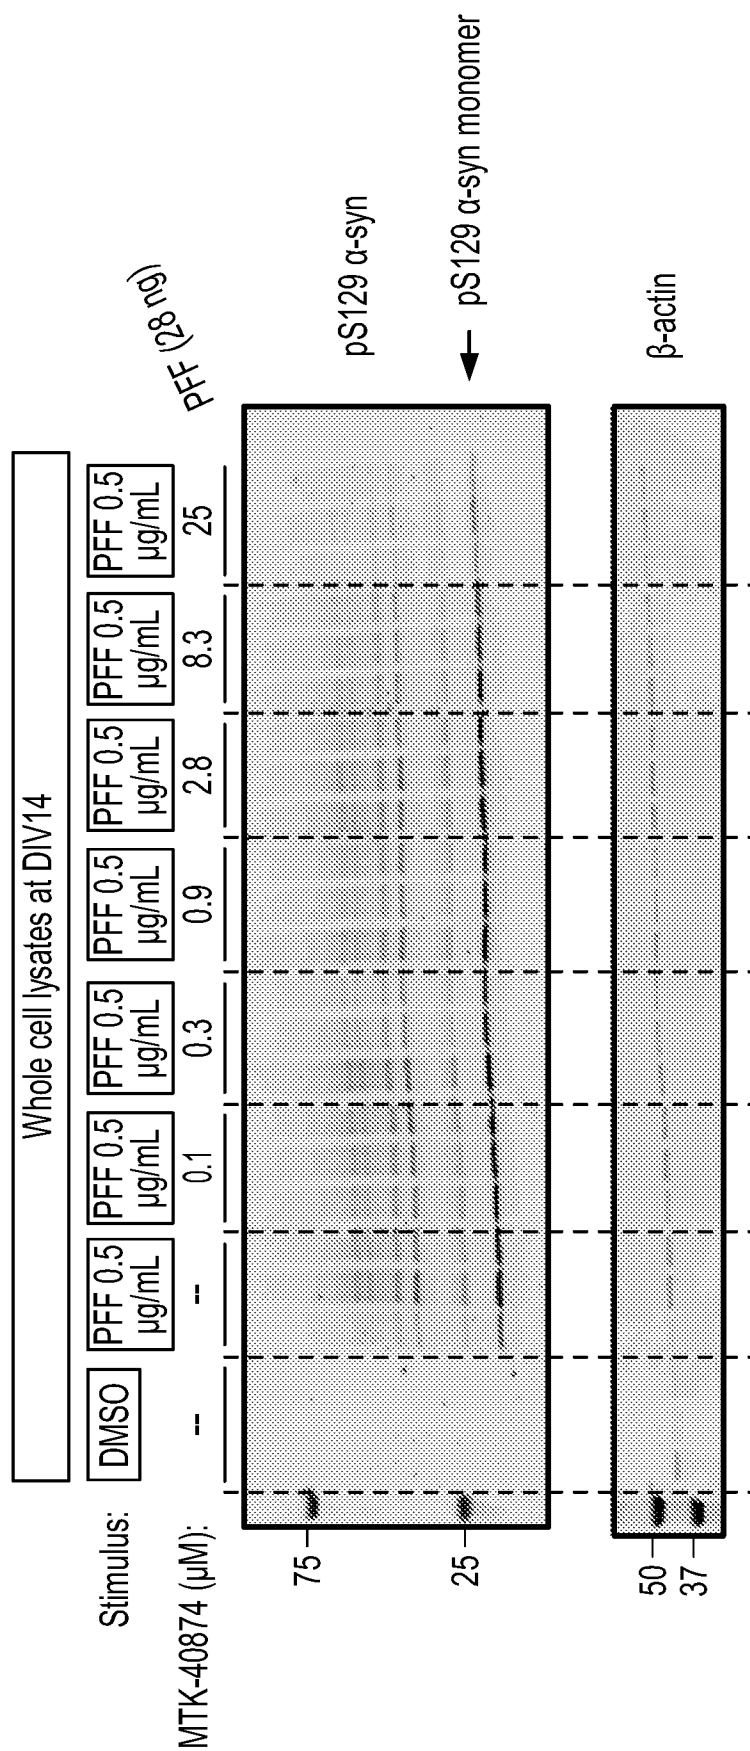 Whole cell lysates at DIV14
Stimulus:
DMSO
PFF 0.5
µg/mL
PFF 0.5
µg/mL
PFF 0.5
µg/mL
PFF 0.5
µg/mL
PFF 0.5
µg/mL
PFF 0.5
µg/mL
PFF 0.5
µg/mL
MTK-40874 (µM):
--
--
0.1
0.3
0.9
2.8
8.3
25
PFF (28 ng)
75
25
pS129 α-syn
pS129 α-syn monomer
50
37
β-actin